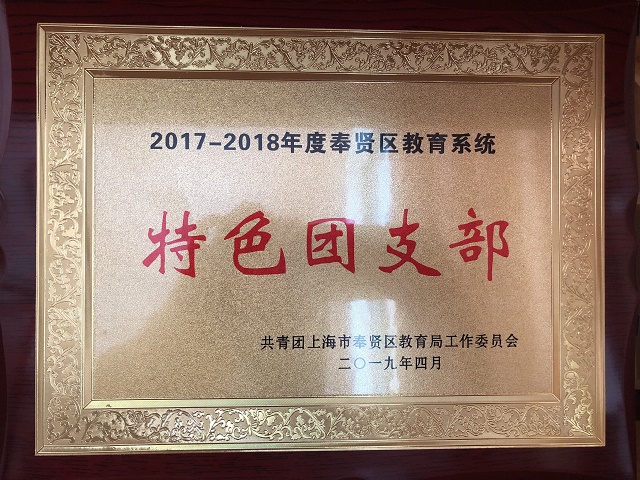 2017-2018年度奉贤区教育系统
特色团支部
共青团上海市奉贤区教育局工作委员会
二〇一九年四月